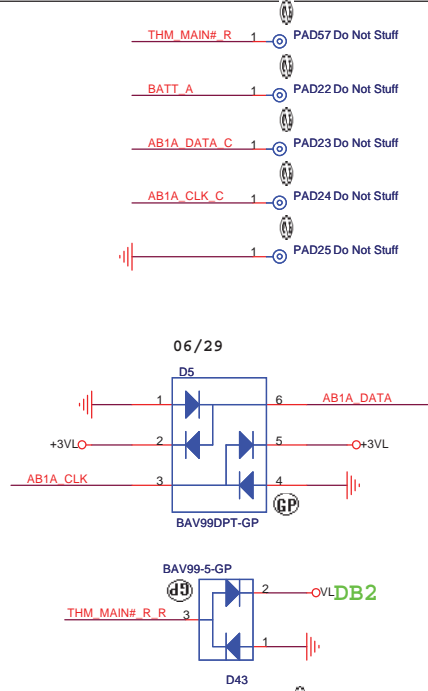 THM_MAIN#_R 1 PAD57 Do Not Stuff
BATT_A 1 PAD22 Do Not Stuff
AB1A_DATA_C 1 PAD23 Do Not Stuff
AB1A_CLK_C 1 PAD24 Do Not Stuff
1 PAD25 Do Not Stuff
06/29
D5
1 6 AB1A_DATA
+3VL 2 5 +3VL
AB1A_CLK 3 4
GP
BAV99DPT-GP
BAV99-5-GP
GP
2 VL DB2
THM_MAIN#_R_R 3
1
D43